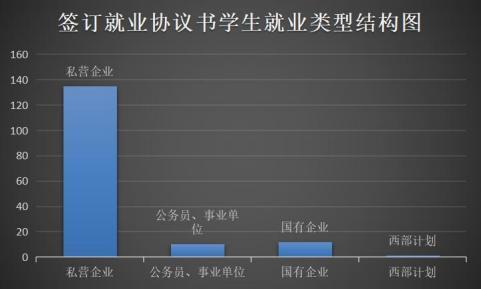 签订就业协议书学生就业类型结构图
160
140
120
100
80
60
40
20
0
私营企业
公务员、事业单
位
国有企业
西部计划
私营企业
公务员、事业单位
国有企业
西部计划